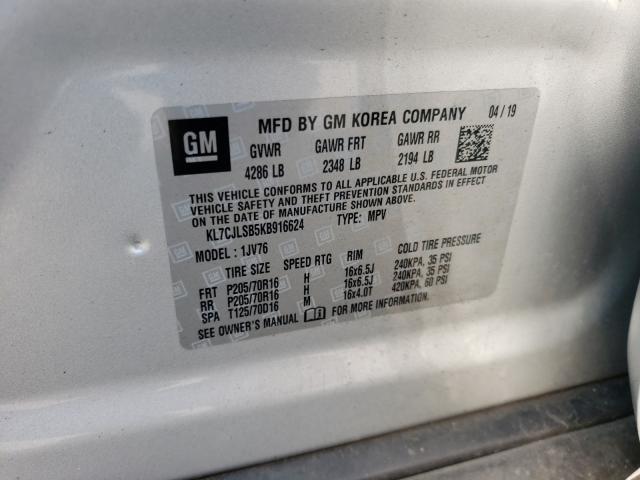 GM
MFD BY GM KOREA COMPANY 04/19
GVWR GAWR FRT GAWR RR
4286 LB 2348 LB 2194 LB
THIS VEHICLE CONFORMS TO ALL APPLICABLE U.S. FEDERAL MOTOR
VEHICLE SAFETY AND THEFT PREVENTION STANDARDS IN EFFECT
ON THE DATE OF MANUFACTURE SHOWN ABOVE.
KL7CJLSB5KB916624 TYPE: MPV
MODEL: 1JV76
TIRE SIZE SPEED RTG RIM COLD TIRE PRESSURE
FRT P205/70R16 H 16x6.5J 240KPA, 35 PSI
RR P205/70R16 H 16x6.5J 240KPA, 35 PSI
SPA T125/70D16 M 16x4.0T 420KPA, 60 PSI
SEE OWNER'S MANUAL FOR MORE INFORMATION.